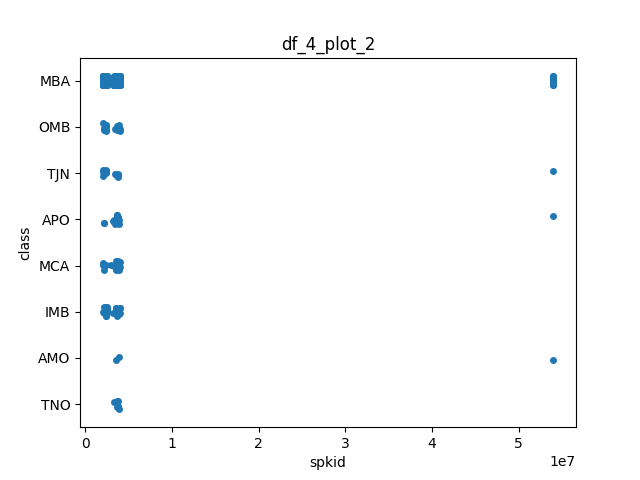 df_4_plot_2
class
MBA
OMB
TJN
APO
MCA
IMB
AMO
TNO
0 1 2 3 4 5
1e7
spkid